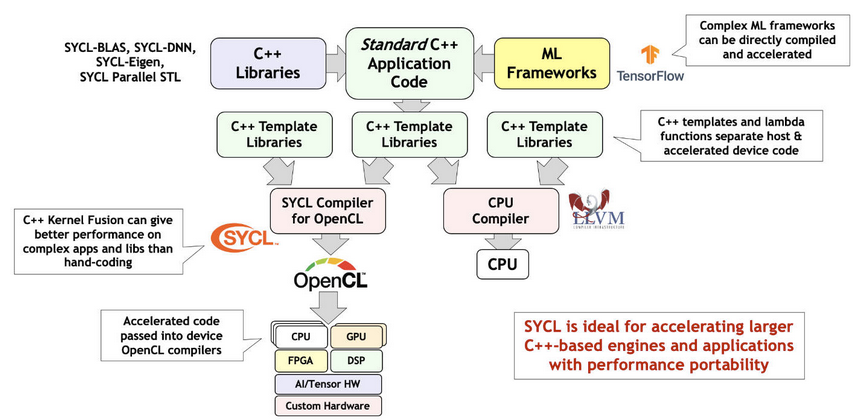 SYCL-BLAS, SYCL-DNN,
SYCL-Eigen,
SYCL Parallel STL
C++
Libraries
Standard C++
Application
Code
ML
Frameworks
TensorFlow
Complex ML frameworks
can be directly compiled
and accelerated
C++ Template
Libraries
C++ Template
Libraries
C++ Template
Libraries
C++ templates and lambda
functions separate host &
accelerated device code
SYCL Compiler
for OpenCL
CPU
Compiler
LLVM
COMPILER INFRASTRUCTURE
C++ Kernel Fusion can give
better performance on
complex apps and libs than
hand-coding
SYCL™
CPU
OpenCL™
Accelerated code
passed into device
OpenCL compilers
CPU
GPU
FPGA
DSP
AI/Tensor HW
Custom Hardware
SYCL is ideal for accelerating larger
C++-based engines and applications
with performance portability